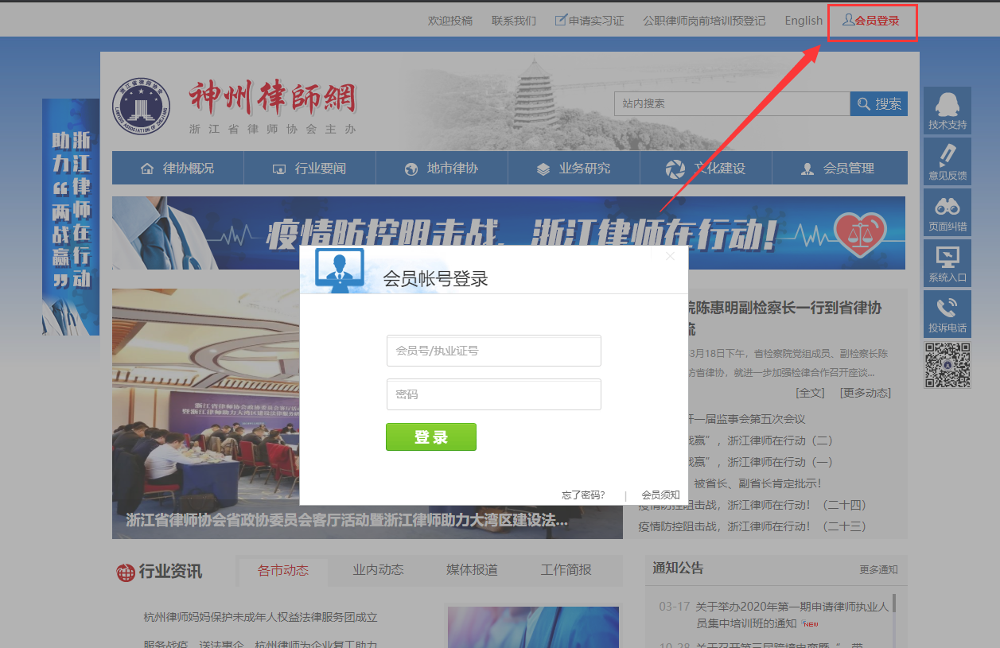 欢迎投稿 联系我们 申请实习证 公职律师岗前培训预登记 English 会员登录
神州律師網
浙江省律师协会主办
站内搜索 搜索
律协概况 行业要闻 地市律协 业务研究 文化建设 会员管理
助力“两战赢”
浙江律师在行动
疫情防控阻击战，浙江律师在行动！
技术支持
意见反馈
页面纠错
系统入口
投诉电话
会员帐号登录
会员号/执业证号
密码
登 录
忘了密码? | 会员须知
陈惠明副检察长一行到省律协
3月18日下午，省检察院党组成员、副检察长陈
访省律协，就进一步加强检律合作召开座谈...
[全文] [更多动态]
开一届监事会第五次会议
战赢”，浙江律师在行动（二）
战赢”，浙江律师在行动（一）
被省长、副省长肯定批示！
疫情防控阻击战，浙江律师在行动！（二十四）
疫情防控阻击战，浙江律师在行动！（二十三）
浙江省律师协会省政协委员会客厅活动暨浙江律师助力大湾区建设法...
行业资讯 各市动态 业内动态 媒体报道 工作简报
杭州律师妈妈保护未成年人权益法律服务团成立
服务战疫，送法惠企，杭州律师为企业复工助力
通知公告 更多通知
03-17 关于举办2020年第一期申请律师执业人
员集中培训班的通知 NEW
10-28 关于召开第三届跨境电商暨“一带